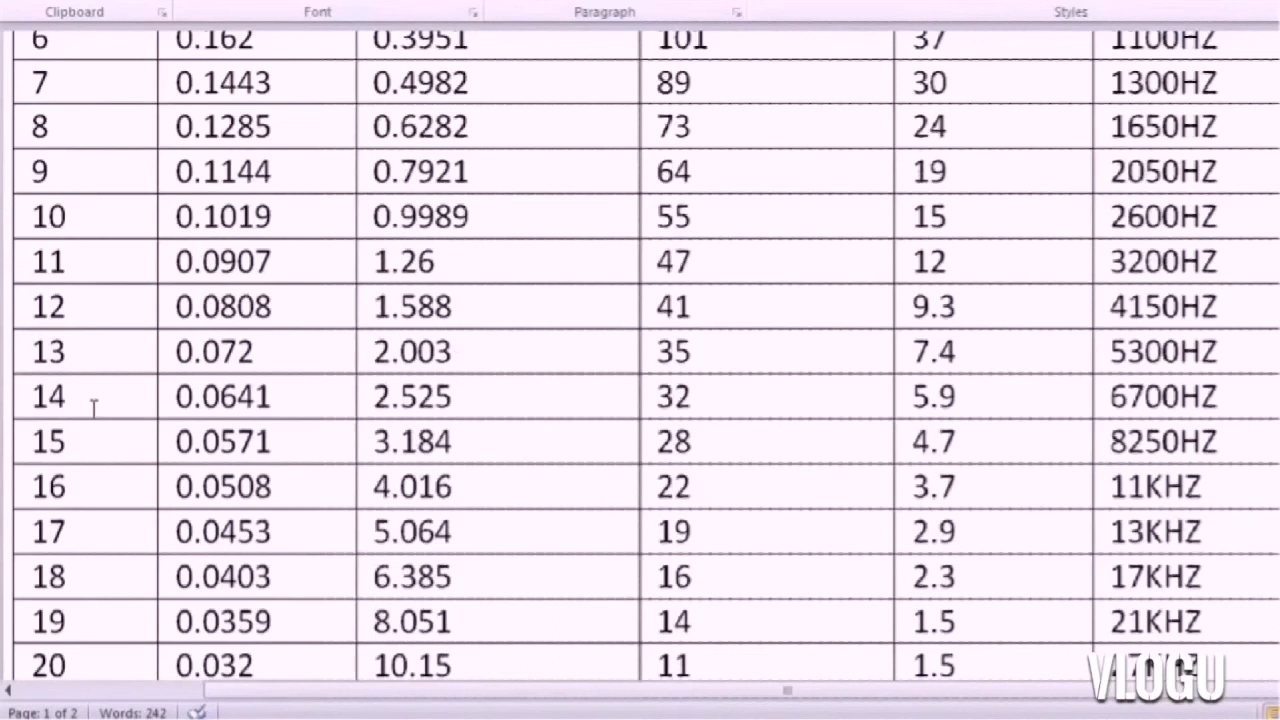 Clipboard Font Paragraph Styles
6 0.162 0.3951 101 37 1100HZ
7 0.1443 0.4982 89 30 1300HZ
8 0.1285 0.6282 73 24 1650HZ
9 0.1144 0.7921 64 19 2050HZ
10 0.1019 0.9989 55 15 2600HZ
11 0.0907 1.26 47 12 3200HZ
12 0.0808 1.588 41 9.3 4150HZ
13 0.072 2.003 35 7.4 5300HZ
14 0.0641 2.525 32 5.9 6700HZ
15 0.0571 3.184 28 4.7 8250HZ
16 0.0508 4.016 22 3.7 11KHZ
17 0.0453 5.064 19 2.9 13KHZ
18 0.0403 6.385 16 2.3 17KHZ
19 0.0359 8.051 14 1.5 21KHZ
20 0.032 10.15 11 1.5
VLOGU
Page: 1 of 2 Words: 242